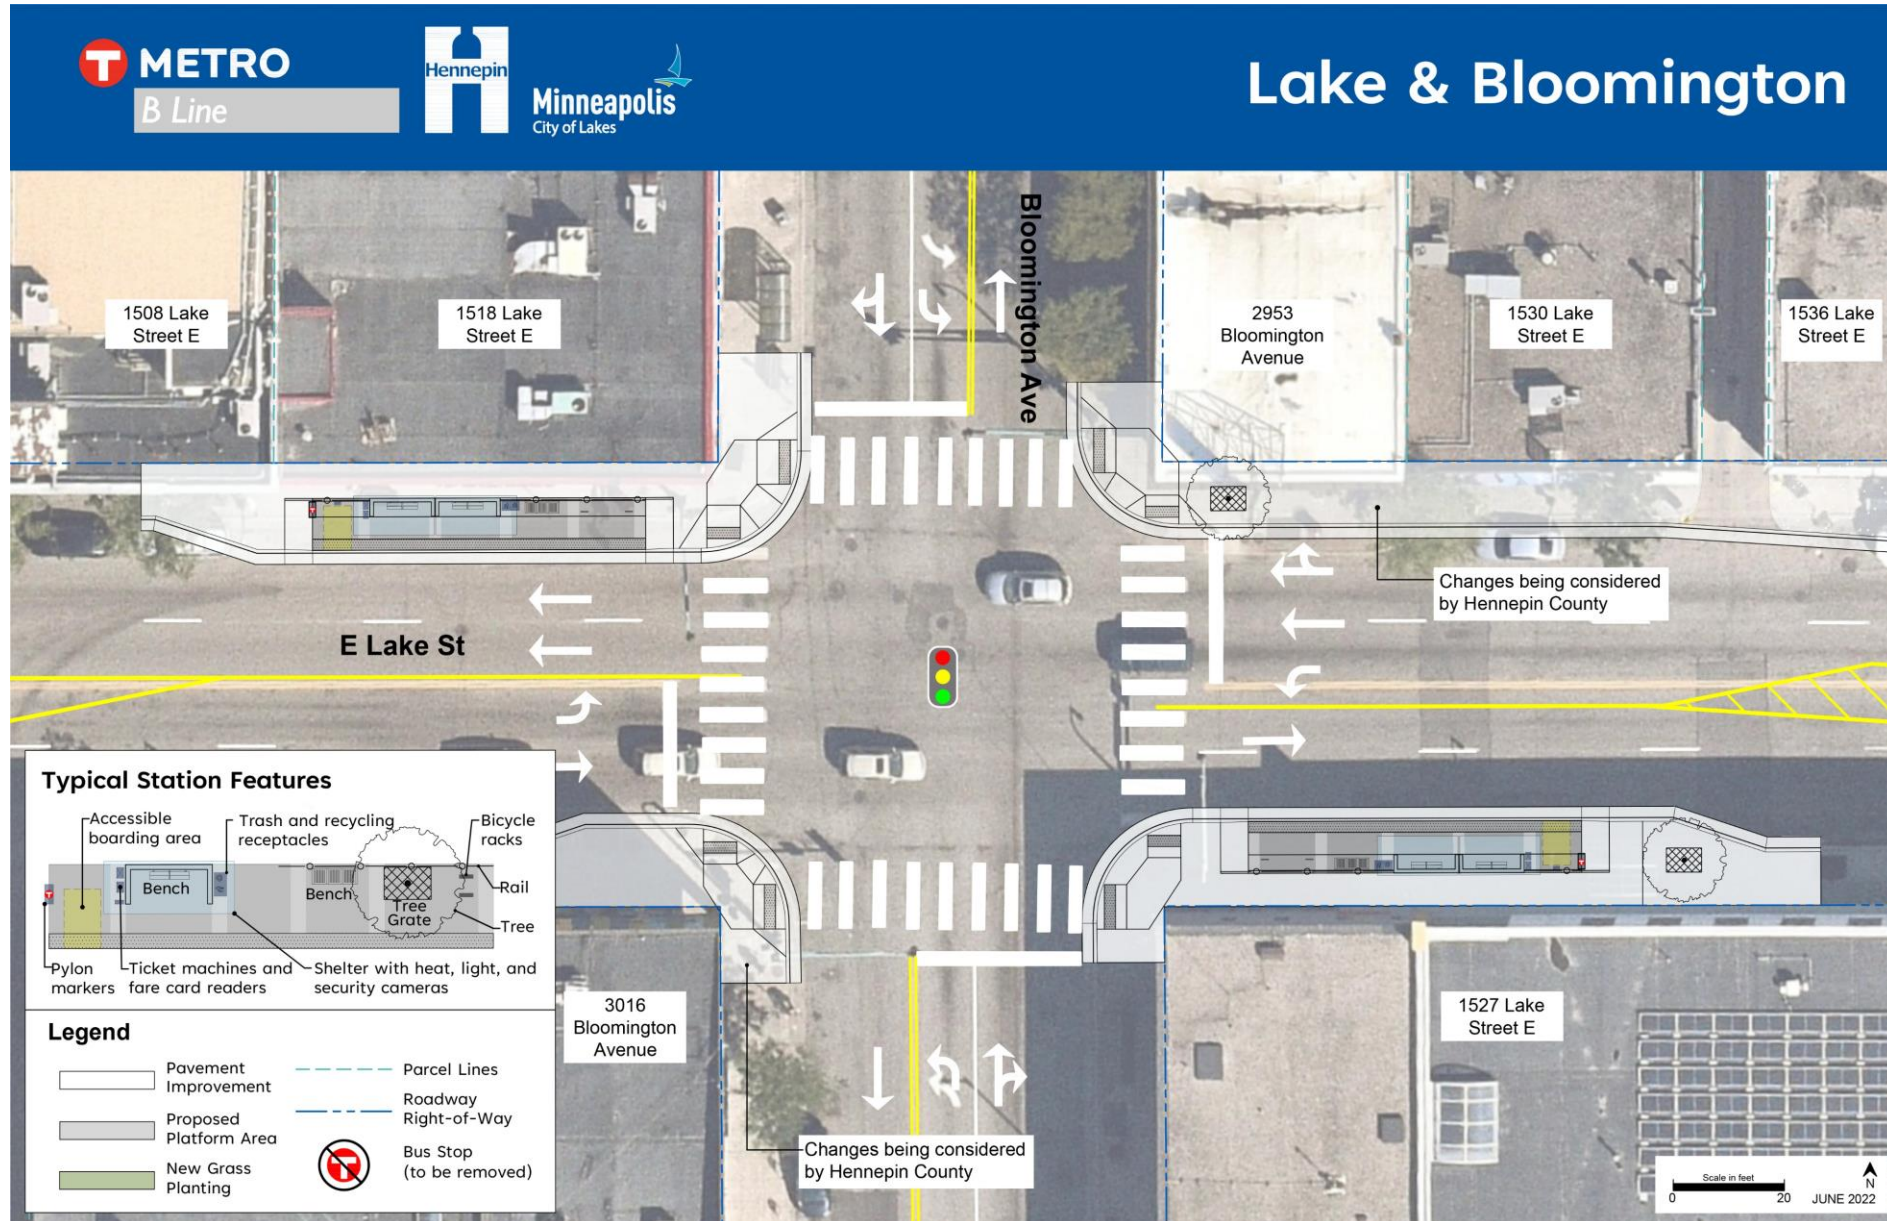 T METRO
B Line
Hennepin
Minneapolis
City of Lakes
Lake & Bloomington
Bloomington Ave
1508 Lake
Street E
1518 Lake
Street E
2953
Bloomington
Avenue
1530 Lake
Street E
1536 Lake
Street E
Changes being considered
by Hennepin County
E Lake St
Typical Station Features
Accessible
boarding area
Trash and recycling
receptacles
Bicycle
racks
Bench
Bench
Tree
Grate
Rail
Tree
T
Pylon
markers
Ticket machines and
fare card readers
Shelter with heat, light, and
security cameras
Legend
Pavement
Improvement
Proposed
Platform Area
New Grass
Planting
Parcel Lines
Roadway
Right-of-Way
T
Bus Stop
(to be removed)
3016
Bloomington
Avenue
Changes being considered
by Hennepin County
1527 Lake
Street E
Scale in feet
0 20
N
JUNE 2022